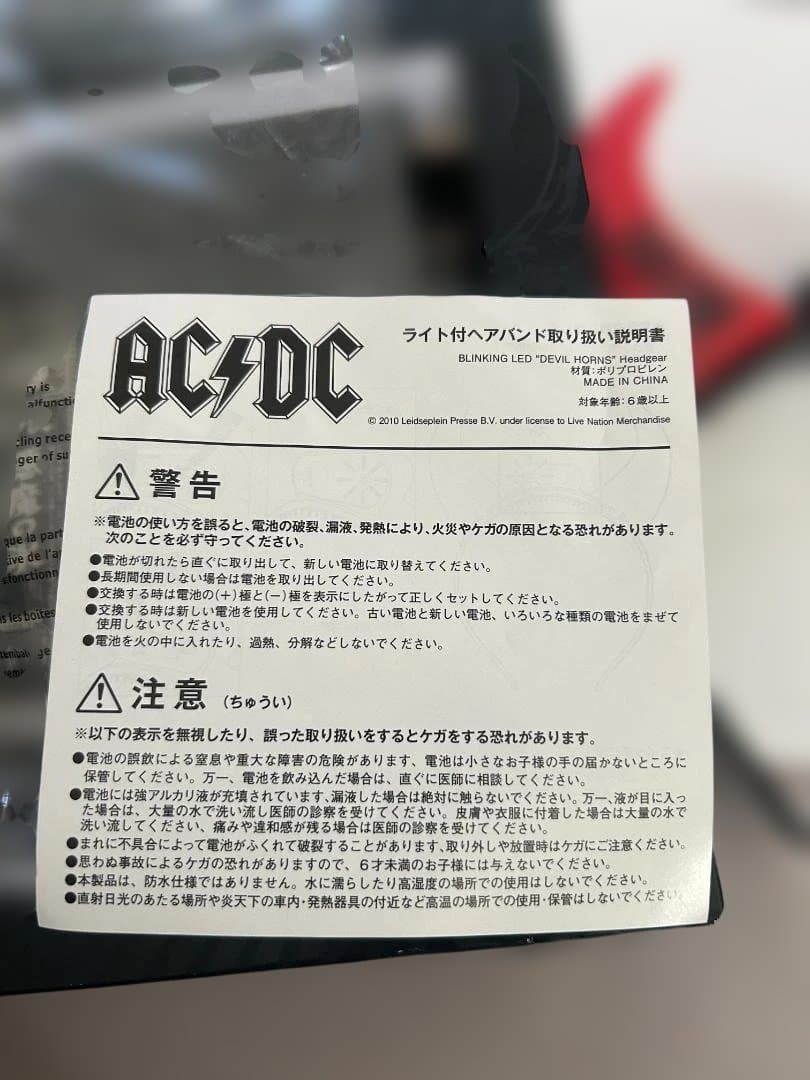 AC⚡DC
ライト付ヘアバンド取り扱い説明書
BLINKING LED "DEVIL HORNS" Headgear
材質:ポリプロピレン
MADE IN CHINA
対象年齢:6歳以上
© 2010 Leidseplein Presse B.V. under license to Live Nation Merchandise
警告
※電池の使い方を誤ると、電池の破裂、漏液、発熱により、火災やケガの原因となる恐れがあります。
次のことを必ず守ってください。
●電池が切れたら直ぐに取り出して、新しい電池に取り替えてください。
●長期間使用しない場合は電池を取り出してください。
●交換する時は電池の(+)極と(−)極を表示にしたがって正しくセットしてください。
●交換する時は新しい電池を使用してください。古い電池と新しい電池、いろいろな種類の電池をまぜて
使用しないでください。
●電池を火の中に入れたり、過熱、分解などしないでください。
注意(ちゅうい)
※以下の表示を無視したり、誤った取り扱いをするとケガをする恐れがあります。
●電池の誤飲による窒息や重大な障害の危険があります、電池は小さなお子様の手の届かないところに
保管してください。万一、電池を飲み込んだ場合は、直ぐに医師に相談してください。
●電池には強アルカリ液が充填されています、漏液した場合は絶対に触らないでください。万一、液が目に入っ
た場合は、大量の水で洗い流し医師の診察を受けてください。皮膚や衣服に付着した場合は大量の水で
洗い流してください、痛みや違和感が残る場合は医師の診察を受けてください。
●まれに不具合によって電池がふくれて破裂することがあります、取り外しや放置時はケガにご注意ください。
●思わぬ事故によるケガの恐れがありますので、6才未満のお子様には与えないでください。
●本製品は、防水仕様ではありません。水に濡らしたり高湿度の場所での使用はしないでください。
●直射日光のあたる場所や炎天下の車内・発熱器具の付近など高温の場所での使用・保管はしないでください。
ry is
alfuncti
cling rece
ger of su
que la part
tive de l'ap
sfonctionn
s les boîtes